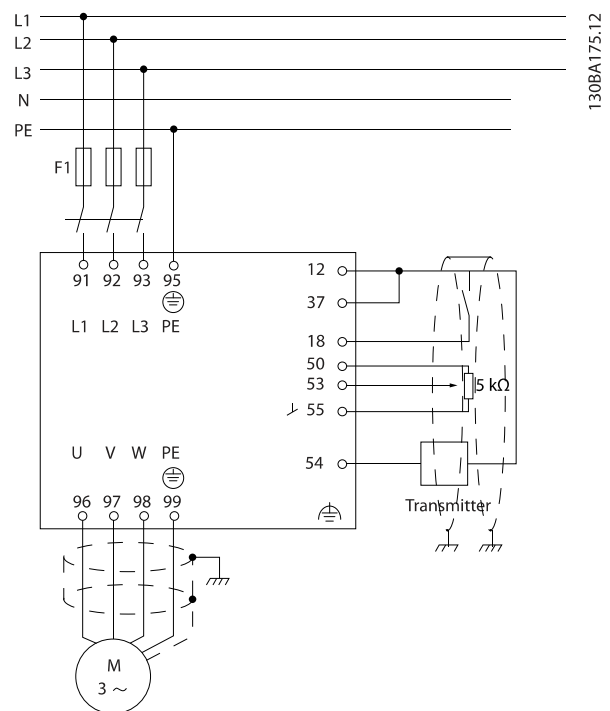 L1
L2
L3
N
PE
130BA175.12
F1
91 92 93 95
L1 L2 L3 PE
12
37
18
50
53
5 kΩ
55
54
Transmitter
U V W PE
96 97 98 99
M
3 ~